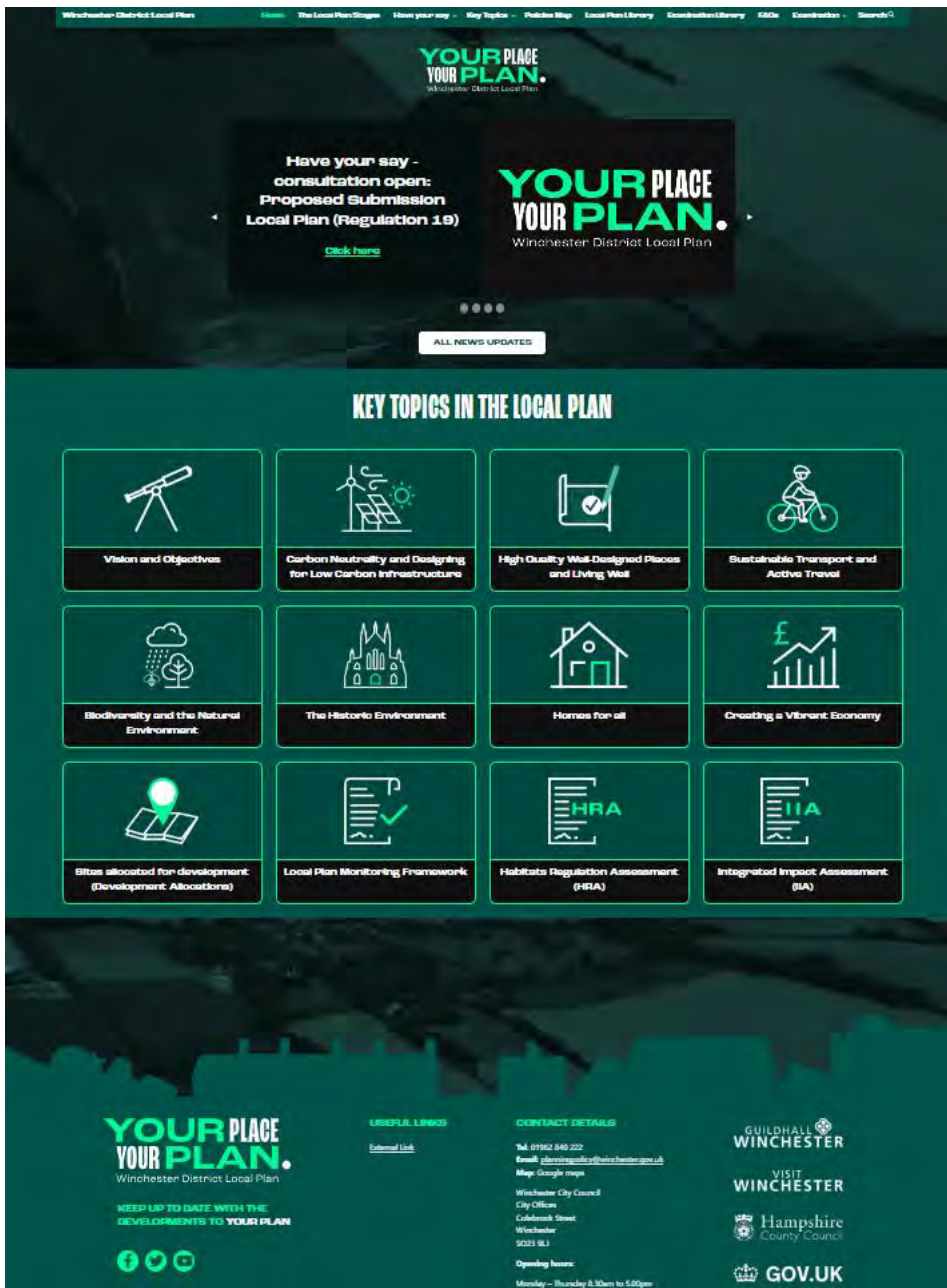 Winchester District Local Plan
Home The Local Plan Stages Have your say Key Topics Policies Map Local Plan Library Examination Library FAQs Examination Search
YOUR PLACE
YOUR PLAN.
Winchester District Local Plan
Have your say -
consultation open:
Proposed Submission
Local Plan (Regulation 19)
Click here
YOUR PLACE
YOUR PLAN.
Winchester District Local Plan
ALL NEWS UPDATES
KEY TOPICS IN THE LOCAL PLAN
Vision and Objectives
Carbon Neutrality and Designing
for Low Carbon Infrastructure
High Quality Well-Designed Places
and Living Well
Sustainable Transport and
Active Travel
Biodiversity and the Natural
Environment
The Historic Environment
Homes for all
£
Creating a Vibrant Economy
Sites allocated for development
(Development Allocations)
Local Plan Monitoring Framework
HRA
Habitats Regulation Assessment
(HRA)
IIA
Integrated Impact Assessment
(IIA)
YOUR PLACE
YOUR PLAN.
Winchester District Local Plan
KEEP UP TO DATE WITH THE
DEVELOPMENTS TO YOUR PLAN
USEFUL LINKS
External Link
CONTACT DETAILS
Tel: 01962 840 222
Email: planningpolicy@winchester.gov.uk
Map: Google maps
Winchester City Council
City Offices
Colebrook Street
Winchester
SO23 9LJ
Opening hours:
Monday – Thursday 8.30am to 5.00pm
GUILDHALL
WINCHESTER
VISIT
WINCHESTER
Hampshire
County Council
GOV.UK